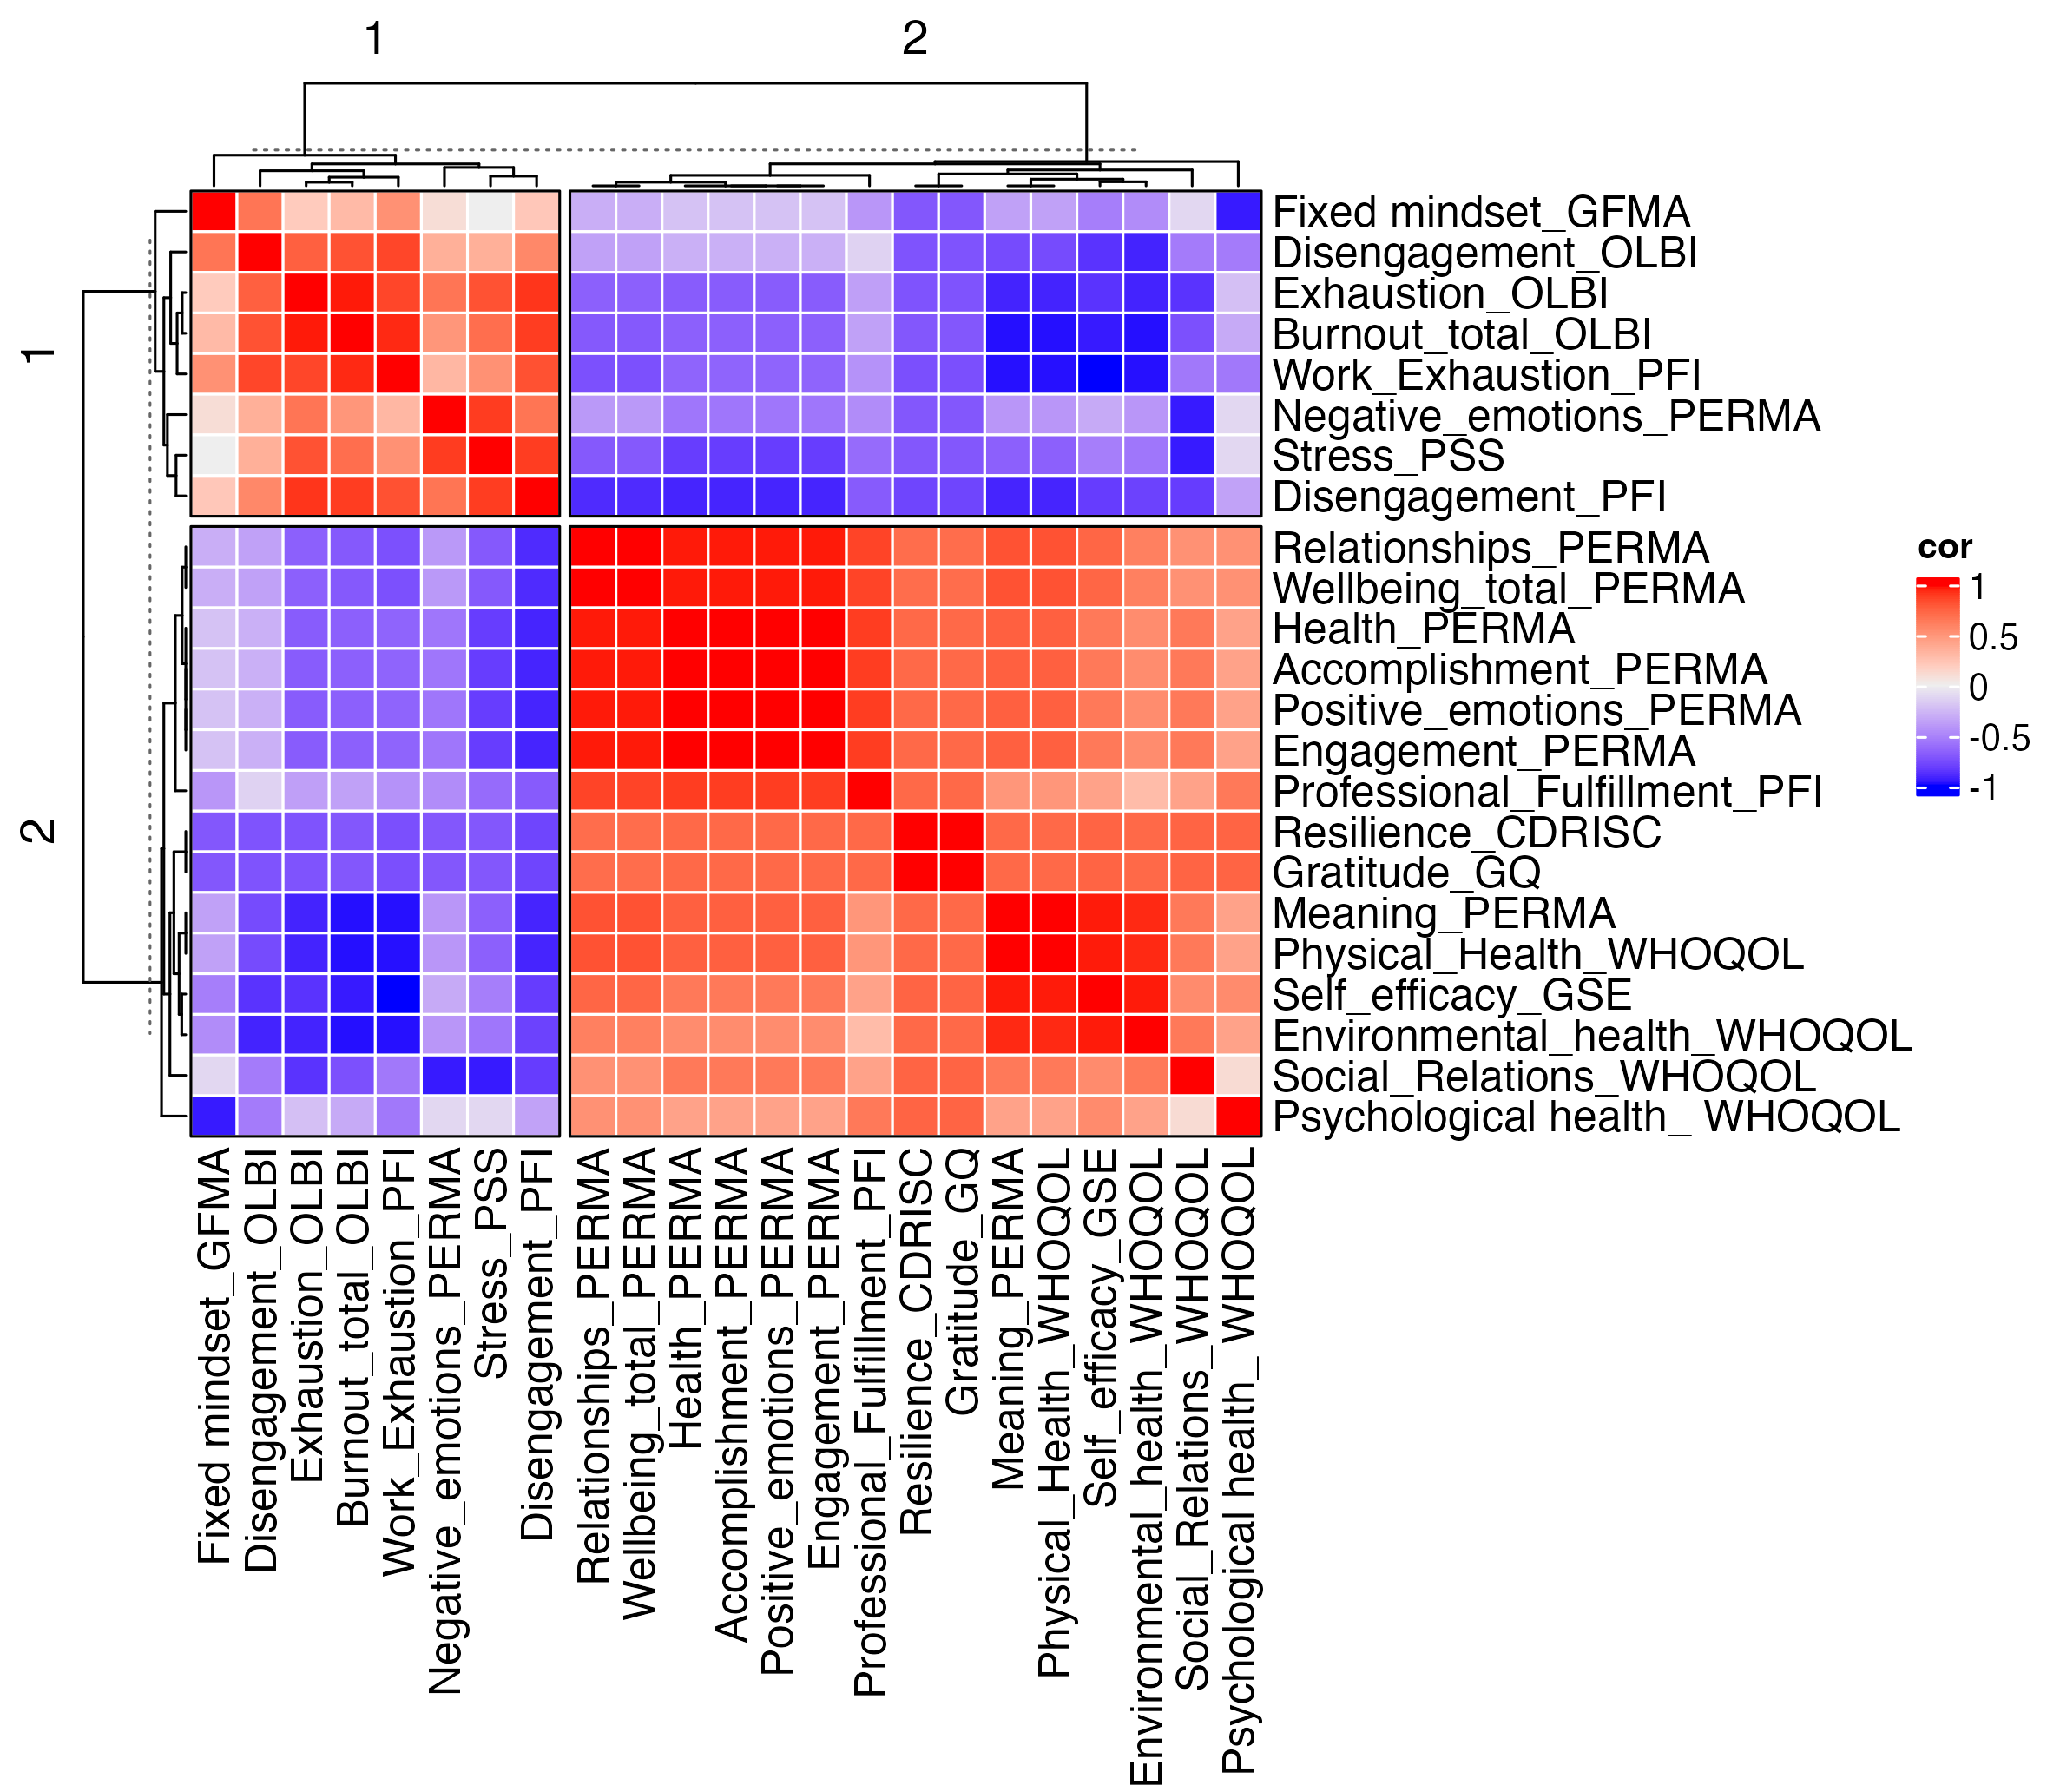 1
2
1
2
Fixed mindset_GFMA
Disengagement_OLBI
Exhaustion_OLBI
Burnout_total_OLBI
Work_Exhaustion_PFI
Negative_emotions_PERMA
Stress_PSS
Disengagement_PFI
Relationships_PERMA
Wellbeing_total_PERMA
Health_PERMA
Accomplishment_PERMA
Positive_emotions_PERMA
Engagement_PERMA
Professional_Fulfillment_PFI
Resilience_CDRISC
Gratitude_GQ
Meaning_PERMA
Physical_Health_WHOQOL
Self_efficacy_GSE
Environmental_health_WHOQOL
Social_Relations_WHOQOL
Psychological health_ WHOQOL
cor
1
0.5
0
-0.5
-1
Fixed mindset_GFMA
Disengagement_OLBI
Exhaustion_OLBI
Burnout_total_OLBI
Work_Exhaustion_PFI
Negative_emotions_PERMA
Stress_PSS
Disengagement_PFI
Relationships_PERMA
Wellbeing_total_PERMA
Health_PERMA
Accomplishment_PERMA
Positive_emotions_PERMA
Engagement_PERMA
Professional_Fulfillment_PFI
Resilience_CDRISC
Gratitude_GQ
Meaning_PERMA
Physical_Health_WHOQOL
Self_efficacy_GSE
Environmental_health_WHOQOL
Social_Relations_WHOQOL
Psychological health_ WHOQOL